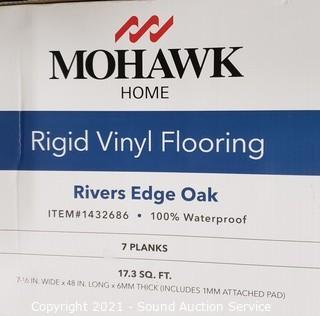 MOHAWK
HOME
Rigid Vinyl Flooring
Rivers Edge Oak
ITEM#1432686 • 100% Waterproof
7 PLANKS
17.3 SQ. FT.
7-16 IN. WIDE x 48 IN. LONG x 6MM THICK (INCLUDES 1MM ATTACHED PAD)
Copyright 2021 - Sound Auction Service